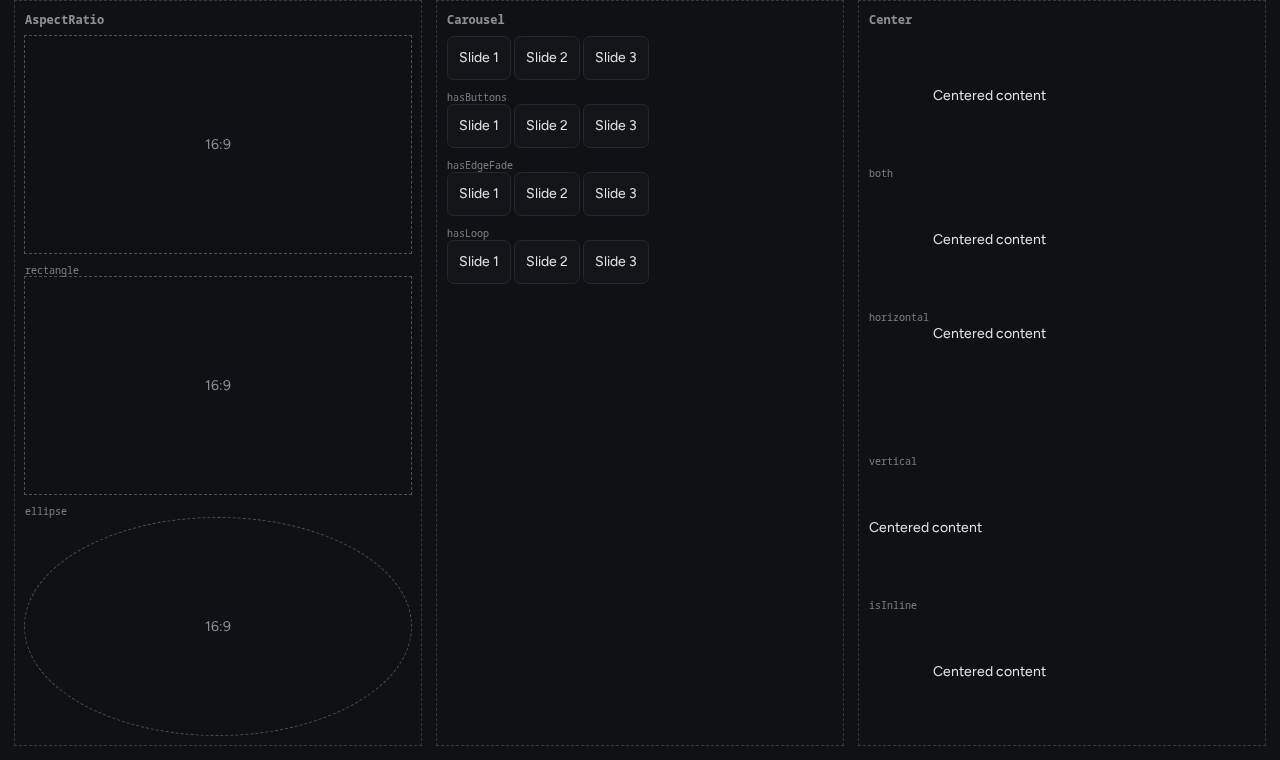 AspectRatio
16:9
rectangle
16:9
ellipse
16:9
Carousel
Slide 1 Slide 2 Slide 3
hasButtons
Slide 1 Slide 2 Slide 3
hasEdgeFade
Slide 1 Slide 2 Slide 3
hasLoop
Slide 1 Slide 2 Slide 3
Center
Centered content
both
Centered content
horizontal
Centered content
vertical
Centered content
isInline
Centered content